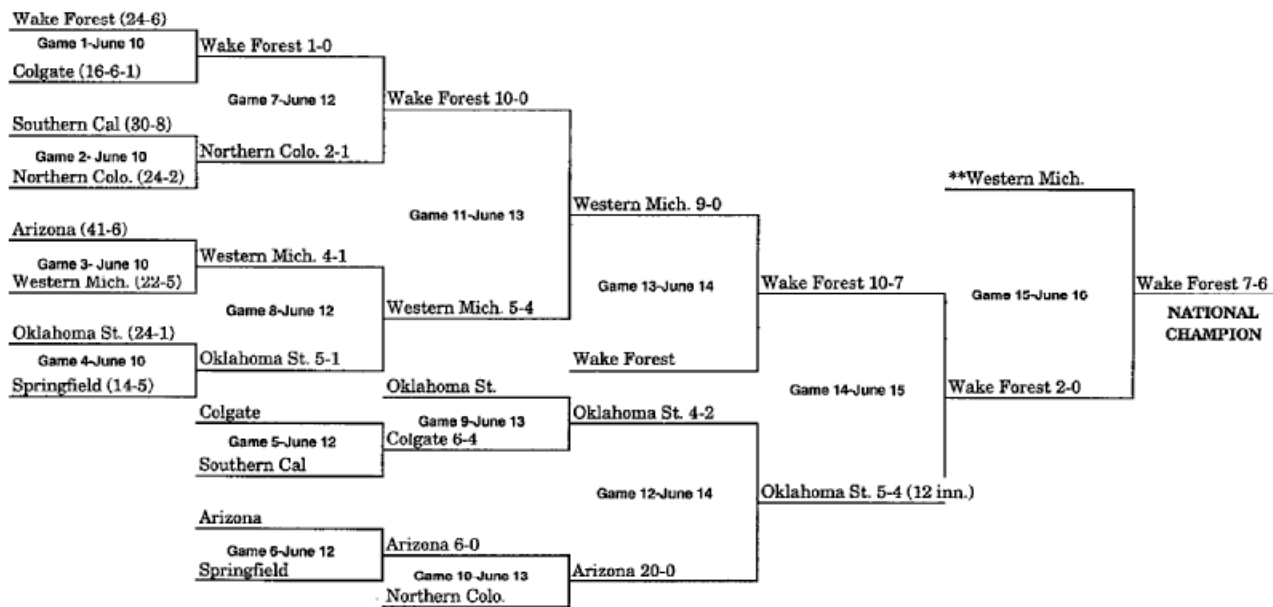 Wake Forest (24-6)
Game 1-June 10
Wake Forest 1-0
Colgate (16-6-1)
Game 7-June 12
Wake Forest 10-0
Southern Cal (30-8)
Game 2- June 10
Northern Colo. 2-1
Northern Colo. (24-2)
**Western Mich.
Game 11-June 13
Western Mich. 9-0
Arizona (41-6)
Game 3- June 10
Western Mich. 4-1
Western Mich. (22-5)
Game 8-June 12
Western Mich. 5-4
Game 13-June 14
Wake Forest 10-7
Game 15-June 16
Wake Forest 7-6
NATIONAL
CHAMPION
Oklahoma St. (24-1)
Game 4-June 10
Oklahoma St. 5-1
Springfield (14-5)
Wake Forest
Oklahoma St.
Game 14-June 15
Wake Forest 2-0
Colgate
Game 9-June 13
Oklahoma St. 4-2
Game 5-June 12
Colgate 6-4
Southern Cal
Game 12-June 14
Oklahoma St. 5-4 (12 inn.)
Arizona
Game 6-June 12
Arizona 6-0
Springfield
Game 10-June 13
Arizona 20-0
Northern Colo.